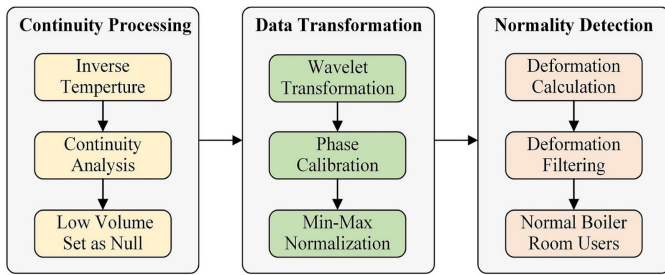 Continuity Processing
Inverse
Temperture
Continuity
Analysis
Low Volume
Set as Null
Data Transformation
Wavelet
Transformation
Phase
Calibration
Min-Max
Normalization
Normality Detection
Deformation
Calculation
Deformation
Filtering
Normal Boiler
Room Users